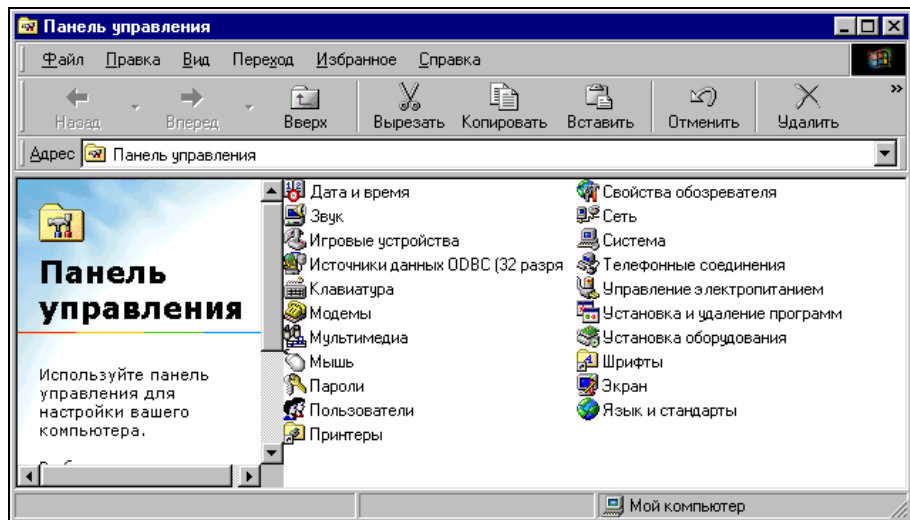 Панель управления
Файл Правка Вид Переход Избранное Справка
Назад Вперед Вверх Вырезать Копировать Вставить Отменить Удалить »
Адрес Панель управления
Панель
управления
Используйте панель
управления для
настройки вашего
компьютера.
Дата и время
Звук
Игровые устройства
Источники данных ODBC (32 разря
Клавиатура
Модемы
Мультимедиа
Мышь
Пароли
Пользователи
Принтеры
Свойства обозревателя
Сеть
Система
Телефонные соединения
Управление электропитанием
Установка и удаление программ
Установка оборудования
Шрифты
Экран
Язык и стандарты
Мой компьютер